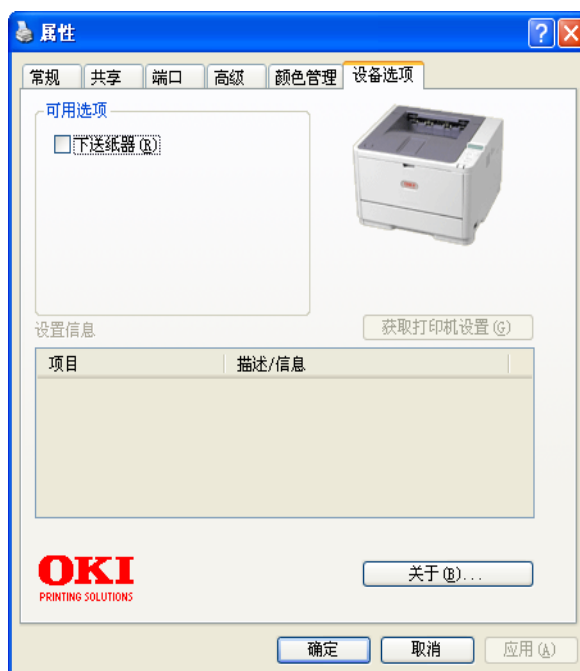 属性
常规 共享 端口 高级 颜色管理 设备选项
可用选项
下送纸器(R)
OKI
设置信息 获取打印机设置(G)
项目 描述/信息
OKI
PRINTING SOLUTIONS
关于(B)...
确定 取消 应用(A)